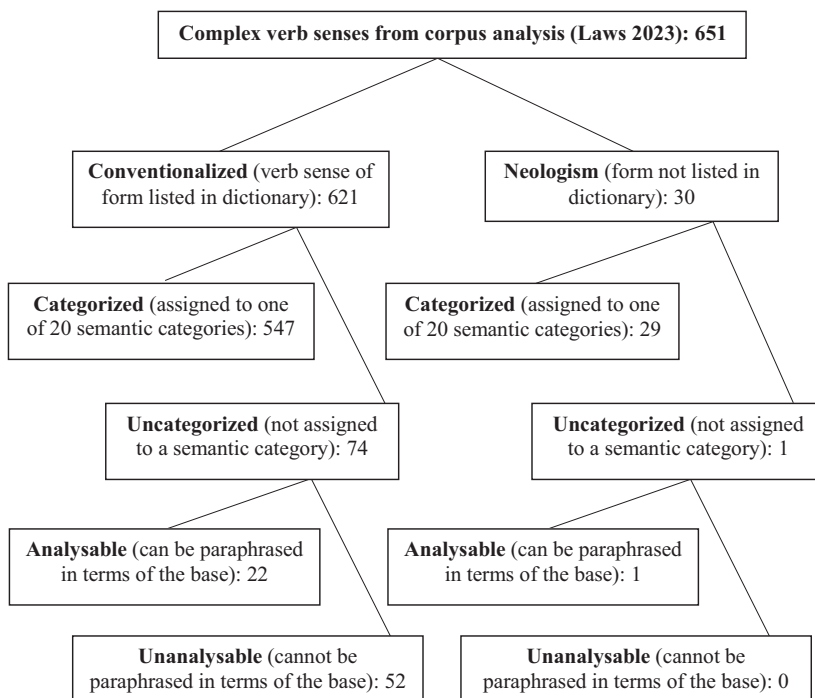 Complex verb senses from corpus analysis (Laws 2023): 651
Conventionalized (verb sense of
form listed in dictionary): 621
Neologism (form not listed in
dictionary): 30
Categorized (assigned to one
of 20 semantic categories): 547
Categorized (assigned to one
of 20 semantic categories): 29
Uncategorized (not assigned
to a semantic category): 74
Uncategorized (not assigned
to a semantic category): 1
Analysable (can be paraphrased
in terms of the base): 22
Analysable (can be paraphrased
in terms of the base): 1
Unanalysable (cannot be
paraphrased in terms of the base): 52
Unanalysable (cannot be
paraphrased in terms of the base): 0